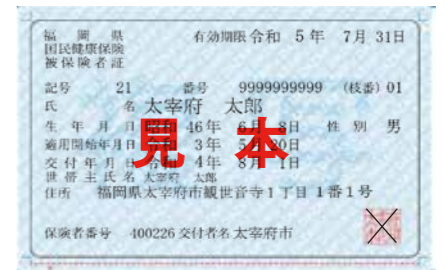 福岡県　有効期限 令和 5年 7月 31日
国民健康保険
被保険者証
記号 21 番号 9999999999 (枝番) 01
氏名 太宰府 太郎
生年月日 昭和 46年 6月 8日 性別 男
適用開始年月日 令和 3年 5月 20日
交付年月日 令和 4年 8月 1日
世帯主氏名 太宰府 太郎
住所 福岡県太宰府市観世音寺1丁目1番1号
見本
保険者番号 400226 交付者名 太宰府市